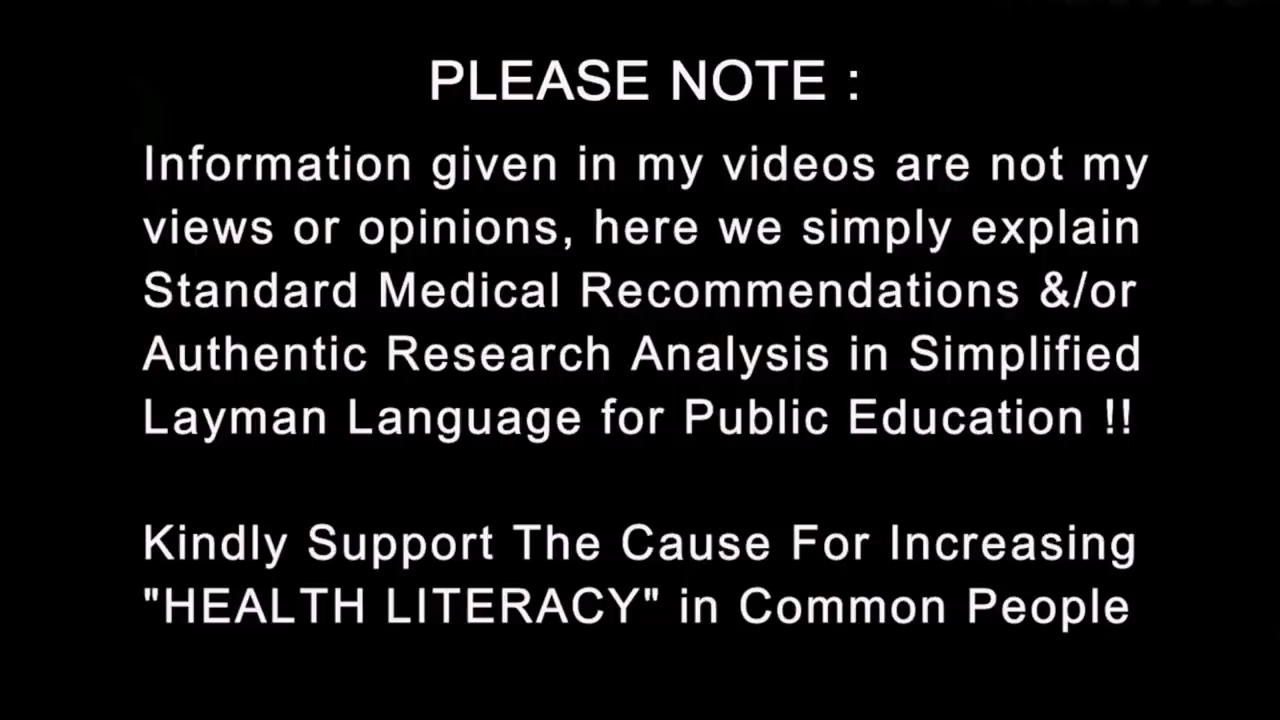 PLEASE NOTE :
Information given in my videos are not my
views or opinions, here we simply explain
Standard Medical Recommendations &/or
Authentic Research Analysis in Simplified
Layman Language for Public Education !!
Kindly Support The Cause For Increasing
"HEALTH LITERACY" in Common People